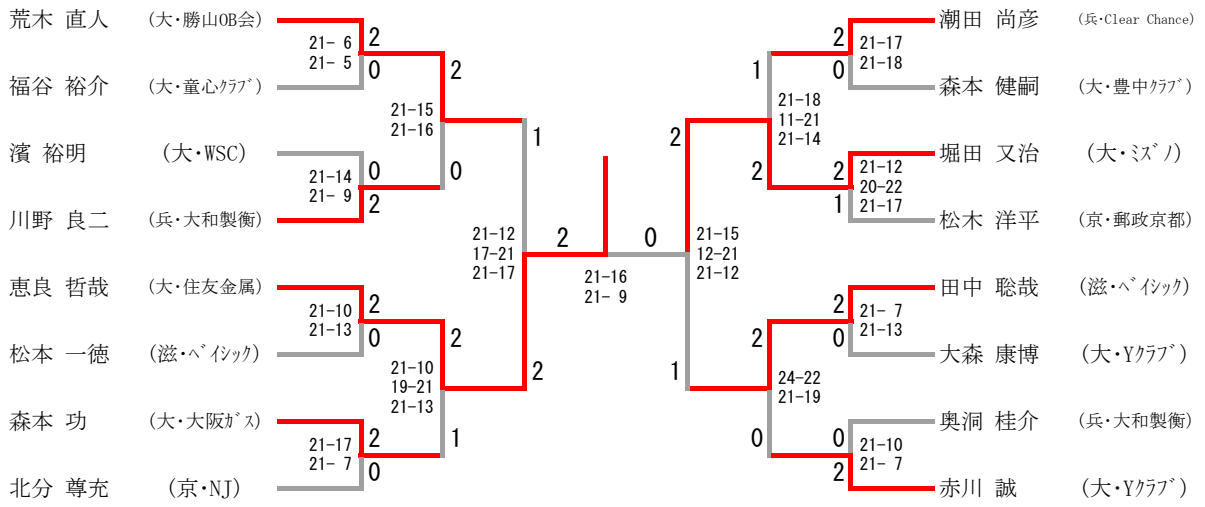 荒木 直人 (大・勝山OB会)
21- 6 2
21- 5 0
福谷 裕介 (大・童心ｸﾗﾌﾞ)
2
21-15
21-16
0
濱 裕明 (大・WSC)
21-14 0
21- 9 2
川野 良二 (兵・大和製衡)
1
21-12
17-21
21-17
2
恵良 哲哉 (大・住友金属)
21-10 2
21-13 0
松本 一徳 (滋・ﾍﾞｲｼｯｸ)
2
21-10
19-21
21-13
1
森本 功 (大・大阪ｶﾞｽ)
21-17 2
21- 7 0
北分 尊充 (京・NJ)
2 0
21-16
21- 9
潮田 尚彦 (兵・Clear Chance)
2 21-17
0 21-18
森本 健嗣 (大・豊中ｸﾗﾌﾞ)
1
21-18
11-21
21-14
2
堀田 又治 (大・ﾐｽﾞﾉ)
2 21-12
20-22
1 21-17
松木 洋平 (京・郵政京都)
2
21-15
12-21
21-12
1
田中 聡哉 (滋・ﾍﾞｲｼｯｸ)
2 21- 7
0 21-13
大森 康博 (大・Yｸﾗﾌﾞ)
2
24-22
21-19
0
奥洞 桂介 (兵・大和製衡)
0 21-10
2 21- 7
赤川 誠 (大・Yｸﾗﾌﾞ)